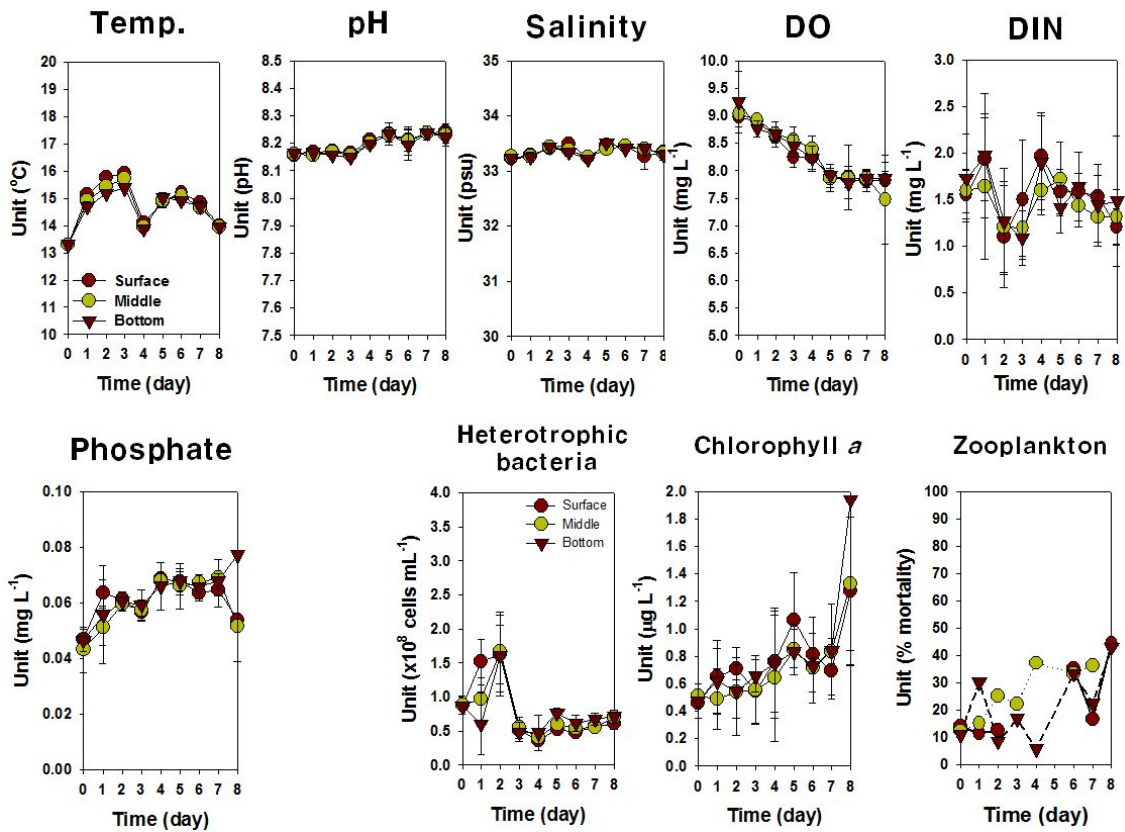 Temp.
Unit (°C)
20
19
18
17
16
15
14
13
12
11
10
Surface
Middle
Bottom
0 1 2 3 4 5 6 7 8
Time (day)
pH
Unit (pH)
8.5
8.4
8.3
8.2
8.1
8.0
7.9
7.8
7.7
7.6
7.5
0 1 2 3 4 5 6 7 8
Time (day)
Salinity
Unit (psu)
35
34
33
32
31
30
0 1 2 3 4 5 6 7 8
Time (day)
DO
Unit (mg L⁻¹)
10.0
9.5
9.0
8.5
8.0
7.5
7.0
6.5
6.0
5.5
5.0
0 1 2 3 4 5 6 7 8
Time (day)
DIN
Unit (mg L⁻¹)
3.0
2.5
2.0
1.5
1.0
0.5
0.0
0 1 2 3 4 5 6 7 8
Time (day)
Phosphate
Unit (mg L⁻¹)
0.10
0.08
0.06
0.04
0.02
0.00
0 1 2 3 4 5 6 7 8
Time (day)
Heterotrophic
bacteria
Unit (x10⁸ cells mL⁻¹)
4.0
3.5
3.0
2.5
2.0
1.5
1.0
0.5
0.0
Surface
Middle
Bottom
0 1 2 3 4 5 6 7 8
Time (day)
Chlorophyll a
Unit (µg L⁻¹)
2.0
1.8
1.6
1.4
1.2
1.0
0.8
0.6
0.4
0.2
0.0
0 1 2 3 4 5 6 7 8
Time (day)
Zooplankton
Unit (% mortality)
100
90
80
70
60
50
40
30
20
10
0
0 1 2 3 4 5 6 7 8
Time (day)